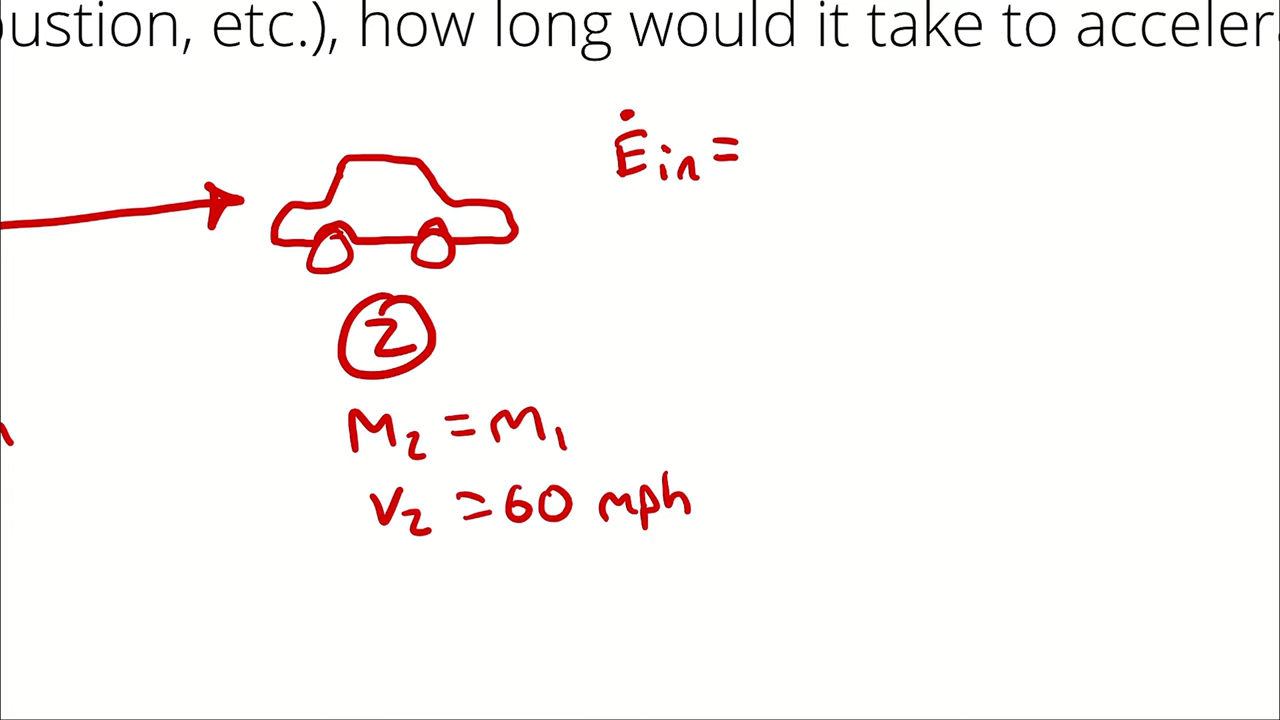 ustion, etc.), how long would it take to acceler
Ėin =
2
M₂ = M₁
V₂ = 60 mph